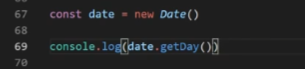 67 const date = new Date()
68
69 console.log(date.getDay())
70